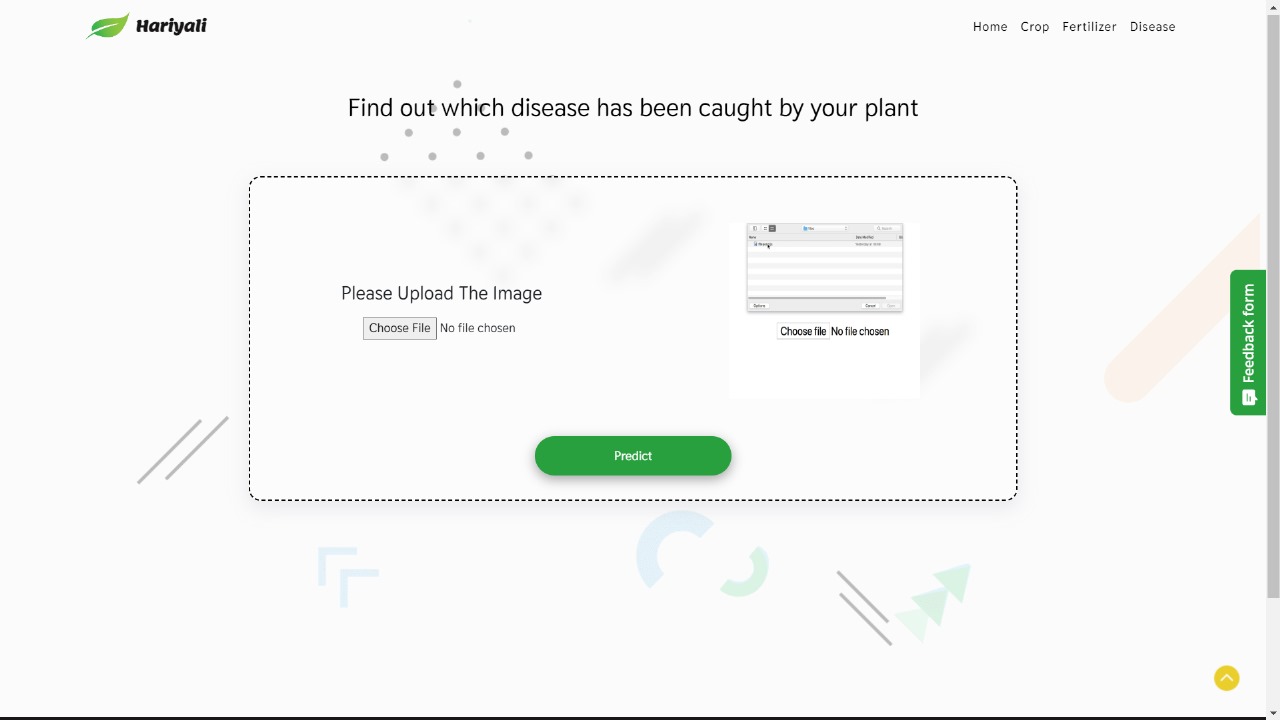 Hariyali
Home Crop Fertilizer Disease
Find out which disease has been caught by your plant
Please Upload The Image
Choose File No file chosen
Choose file No file chosen
Predict
Feedback form